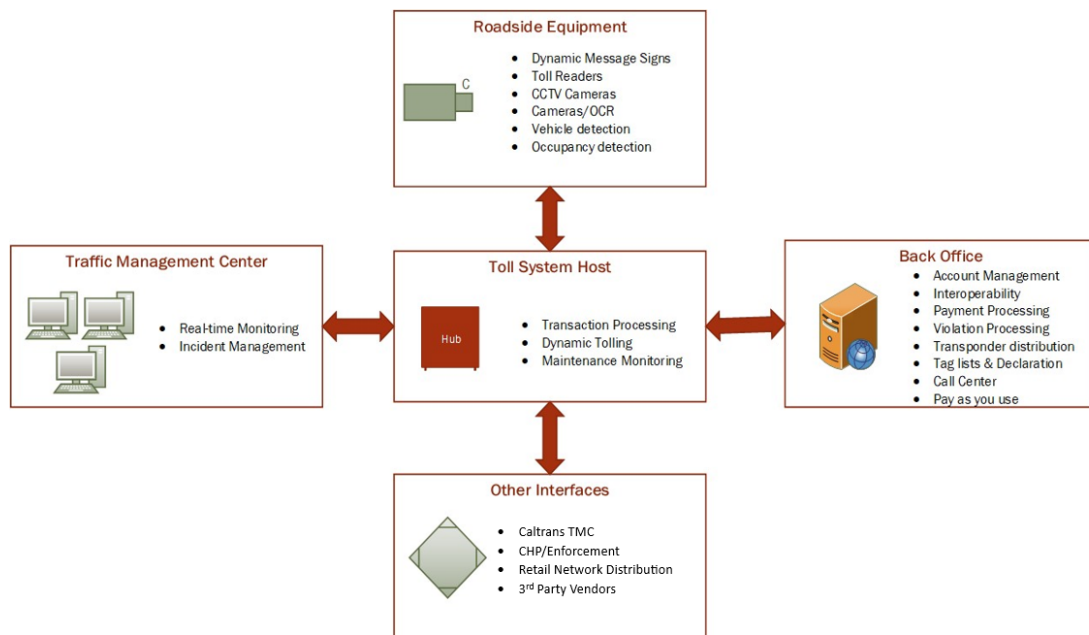 Roadside Equipment
C
• Dynamic Message Signs
• Toll Readers
• CCTV Cameras
• Cameras/OCR
• Vehicle detection
• Occupancy detection
Traffic Management Center
• Real-time Monitoring
• Incident Management
Toll System Host
Hub
• Transaction Processing
• Dynamic Tolling
• Maintenance Monitoring
Back Office
• Account Management
• Interoperability
• Payment Processing
• Violation Processing
• Transponder distribution
• Tag lists & Declaration
• Call Center
• Pay as you use
Other Interfaces
• Caltrans TMC
• CHP/Enforcement
• Retail Network Distribution
• 3rd Party Vendors